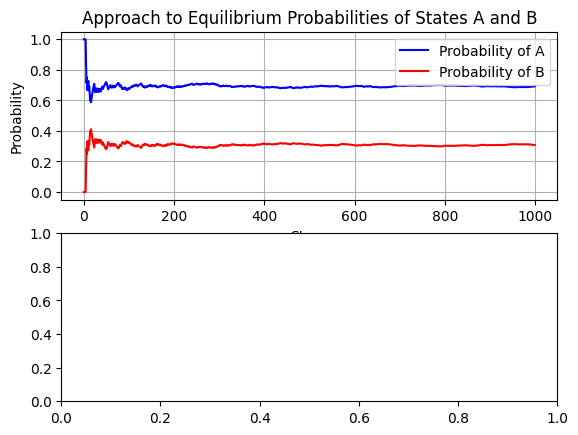 Approach to Equilibrium Probabilities of States A and B
1.0
0.8
0.6
0.4
0.2
0.0
Probability
Probability of A
Probability of B
0 200 400 600 800 1000
1.0
0.8
0.6
0.4
0.2
0.0
0.0 0.2 0.4 0.6 0.8 1.0